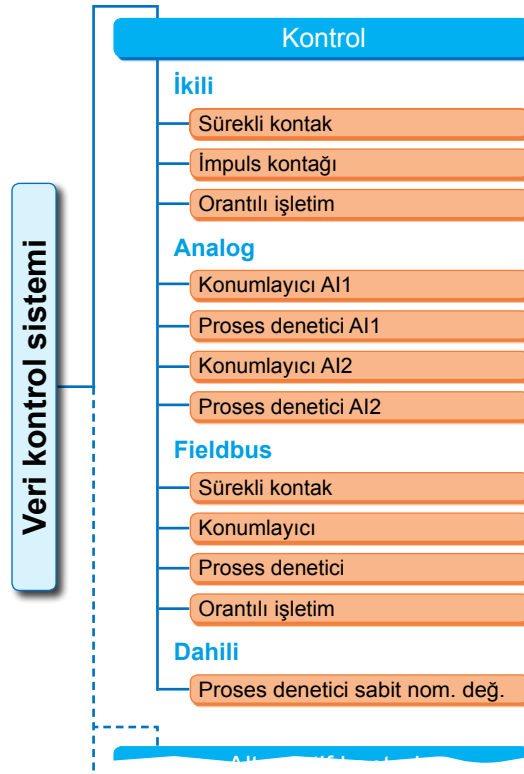 Kontrol
İkili
Sürekli kontak
İmpuls kontağı
Orantılı işletim
Analog
Konumlayıcı AI1
Proses denetici AI1
Konumlayıcı AI2
Proses denetici AI2
Fieldbus
Sürekli kontak
Konumlayıcı
Proses denetici
Orantılı işletim
Dahili
Proses denetici sabit nom. değ.
Veri kontrol sistemi